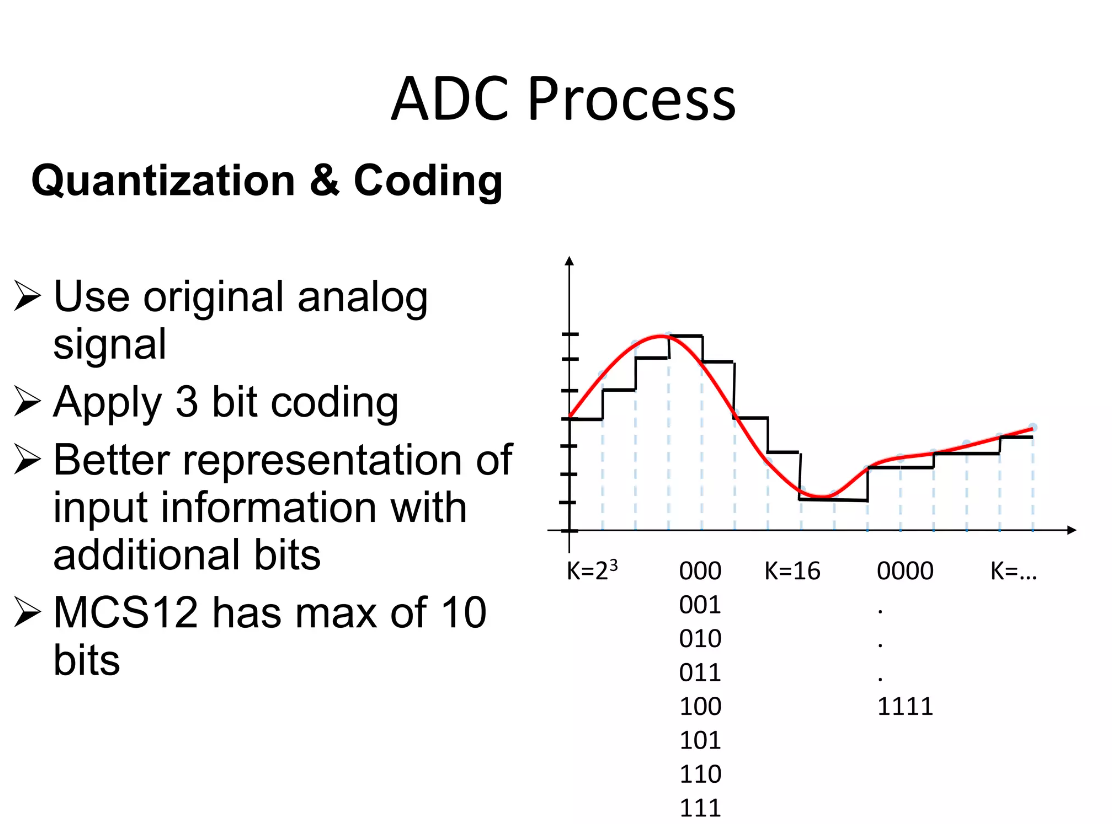 ADC Process
Quantization & Coding
➢ Use original analog
signal
➢ Apply 3 bit coding
➢ Better representation of
input information with
additional bits
➢ MCS12 has max of 10
bits
K=2³ 000 K=16 0000 K=…
001 .
010 .
011 .
100 1111
101
110
111